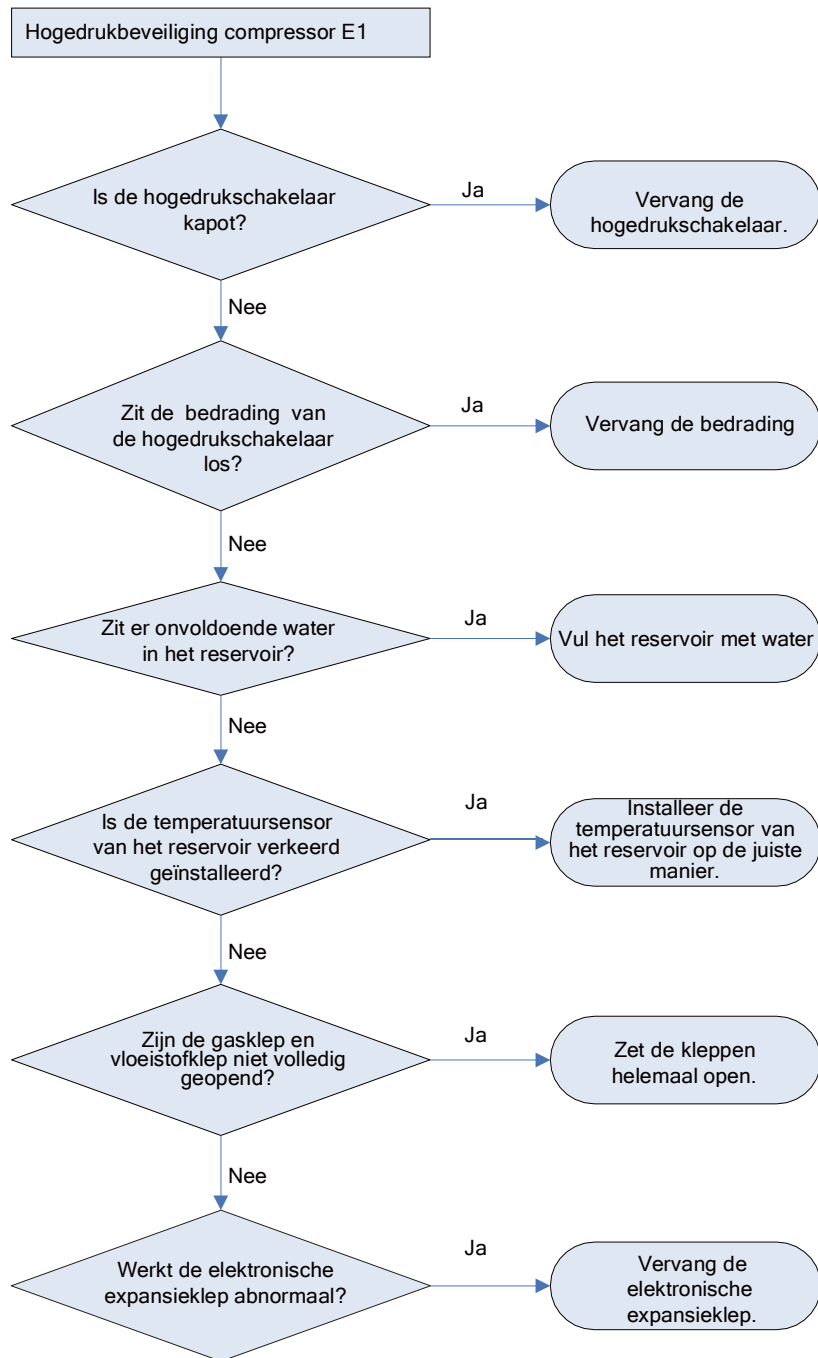 Hogedrukbeveiliging compressor E1
Is de hogedrukschakelaar
kapot?
Ja
Vervang de
hogedrukschakelaar.
Nee
Zit de bedrading van
de hogedrukschakelaar
los?
Ja
Vervang de bedrading
Nee
Zit er onvoldoende water
in het reservoir?
Ja
Vul het reservoir met water
Nee
Is de temperatuursensor
van het reservoir verkeerd
geïnstalleerd?
Ja
Installeer de
temperatuursensor van
het reservoir op de juiste
manier.
Nee
Zijn de gasklep en
vloeistofklep niet volledig
geopend?
Ja
Zet de kleppen
helemaal open.
Nee
Werkt de elektronische
expansieklep abnormaal?
Ja
Vervang de
elektronische
expansieklep.